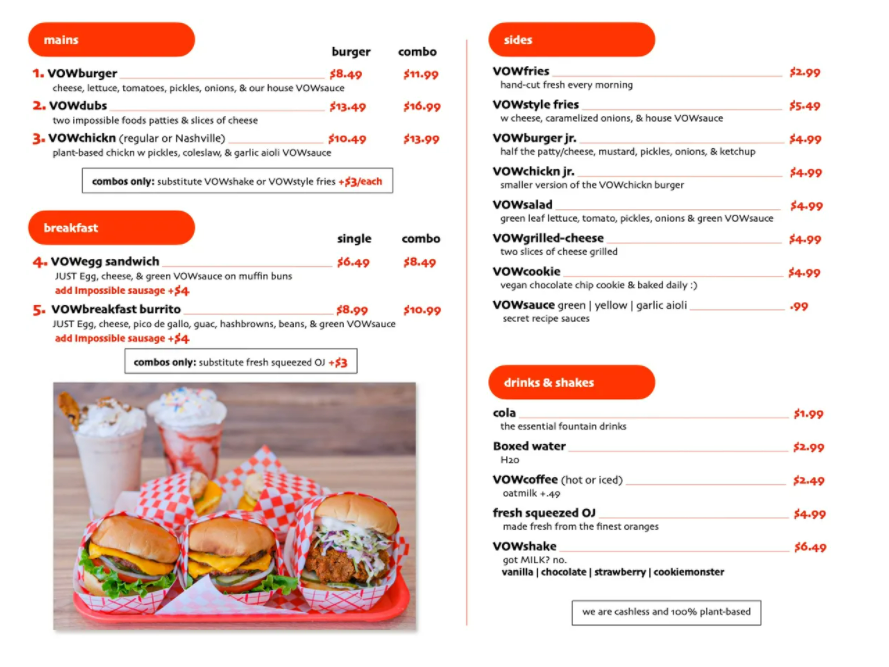 mains
burger combo
1. VOWburger $8.49 $11.99
cheese, lettuce, tomatoes, pickles, onions, & our house VOWsauce
2. VOWdubs $13.49 $16.99
two impossible foods patties & slices of cheese
3. VOWchickn (regular or Nashville) $10.49 $13.99
plant-based chickn w pickles, coleslaw, & garlic aioli VOWsauce
combos only: substitute VOWshake or VOWstyle fries +$3/each
breakfast
single combo
4. VOWegg sandwich $6.49 $8.49
JUST Egg, cheese, & green VOWsauce on muffin buns
add Impossible sausage +$4
5. VOWbreakfast burrito $8.99 $10.99
JUST Egg, cheese, pico de gallo, guac, hashbrowns, beans, & green VOWsauce
add Impossible sausage +$4
combos only: substitute fresh squeezed OJ +$3
sides
VOWfries $2.99
hand-cut fresh every morning
VOWstyle fries $5.49
w cheese, caramelized onions, & house VOWsauce
VOWburger jr. $4.99
half the patty/cheese, mustard, pickles, onions, & ketchup
VOWchickn jr. $4.99
smaller version of the VOWchickn burger
VOWsalad $4.99
green leaf lettuce, tomato, pickles, onions & green VOWsauce
VOWgrilled-cheese $4.99
two slices of cheese grilled
VOWcookie $4.99
vegan chocolate chip cookie & baked daily :)
VOWsauce green | yellow | garlic aioli .99
secret recipe sauces
drinks & shakes
cola $1.99
the essential fountain drinks
Boxed water $2.99
H2O
VOWcoffee (hot or iced) $2.49
oatmilk +.49
fresh squeezed OJ $4.99
made fresh from the finest oranges
VOWshake $6.49
got MILK? no.
vanilla | chocolate | strawberry | cookiemonster
we are cashless and 100% plant-based